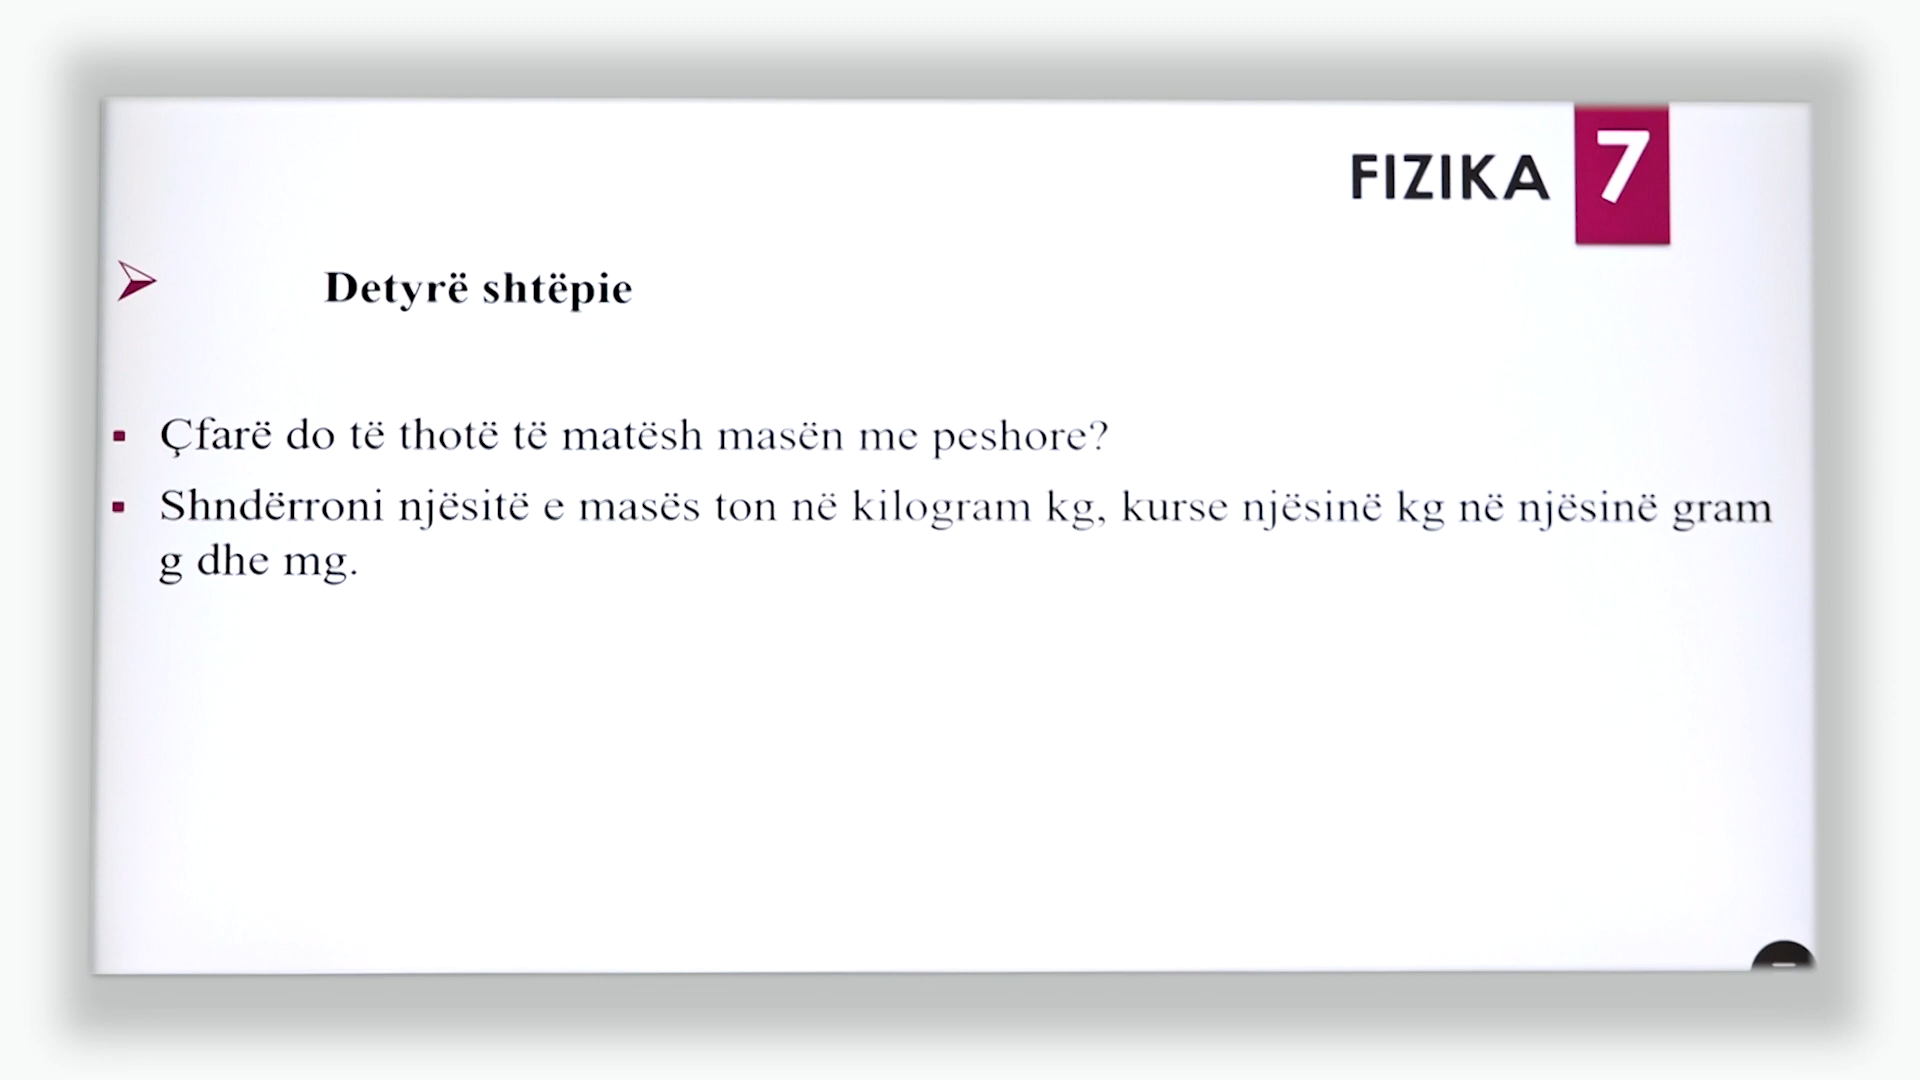 FIZIKA 7
Detyrë shtëpie
Çfarë do të thotë të matësh masën me peshore?
Shndërroni njësitë e masës ton në kilogram kg, kurse njësinë kg në njësinë gram
g dhe mg.